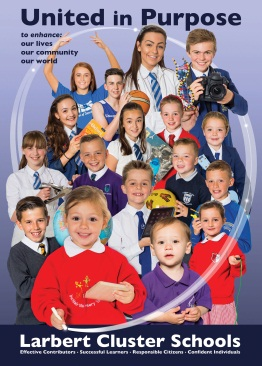 United in Purpose
to enhance:
our lives
our community
our world
Larbert Cluster Schools
Effective Contributors - Successful Learners - Responsible Citizens - Confident Individuals